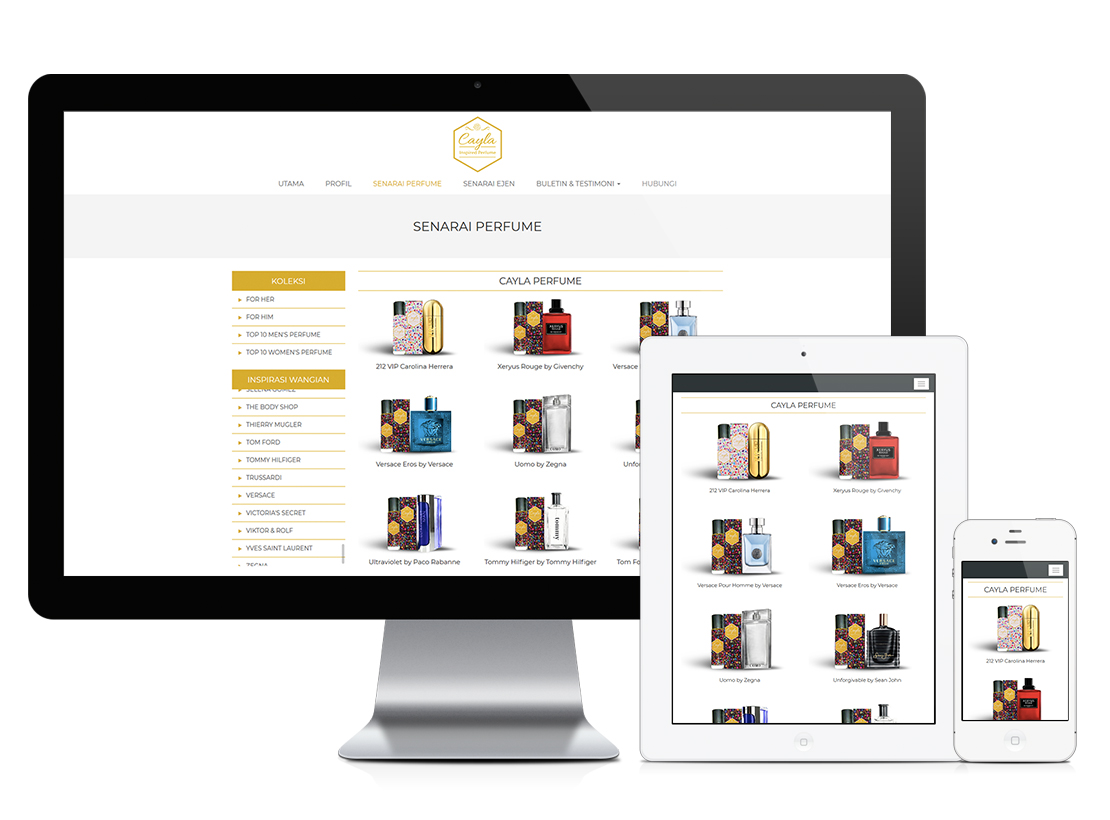 Cayla
Inspired Perfume
UTAMA
PROFIL
SENARAI PERFUME
SENARAI EJEN
BULETIN & TESTIMONI
HUBUNGI
SENARAI PERFUME
KOLEKSI
FOR HER
FOR HIM
TOP 10 MEN'S PERFUME
TOP 10 WOMEN'S PERFUME
INSPIRASI WANGIAN
SELENA GOMEZ
THE BODY SHOP
THIERRY MUGLER
TOM FORD
TOMMY HILFIGER
TRUSSARDI
VERSACE
VICTORIA'S SECRET
VIKTOR & ROLF
YVES SAINT LAURENT
ZEGNA
CAYLA PERFUME
212 VIP Carolina Herrera
Xeryus Rouge by Givenchy
Versace
Versace Eros by Versace
Uomo by Zegna
Unfor
Ultraviolet by Paco Rabanne
tommy
Tommy Hilfiger by Tommy Hilfiger
Tom Fo
CAYLA PERFUME
212 VIP Carolina Herrera
Xeryus Rouge by Givenchy
Versace Pour Homme by Versace
VERSACE
Versace Eros by Versace
Uomo by Zegna
Unforgivable by Sean John
CAYLA PERFUME
212 VIP Carolina Herrera